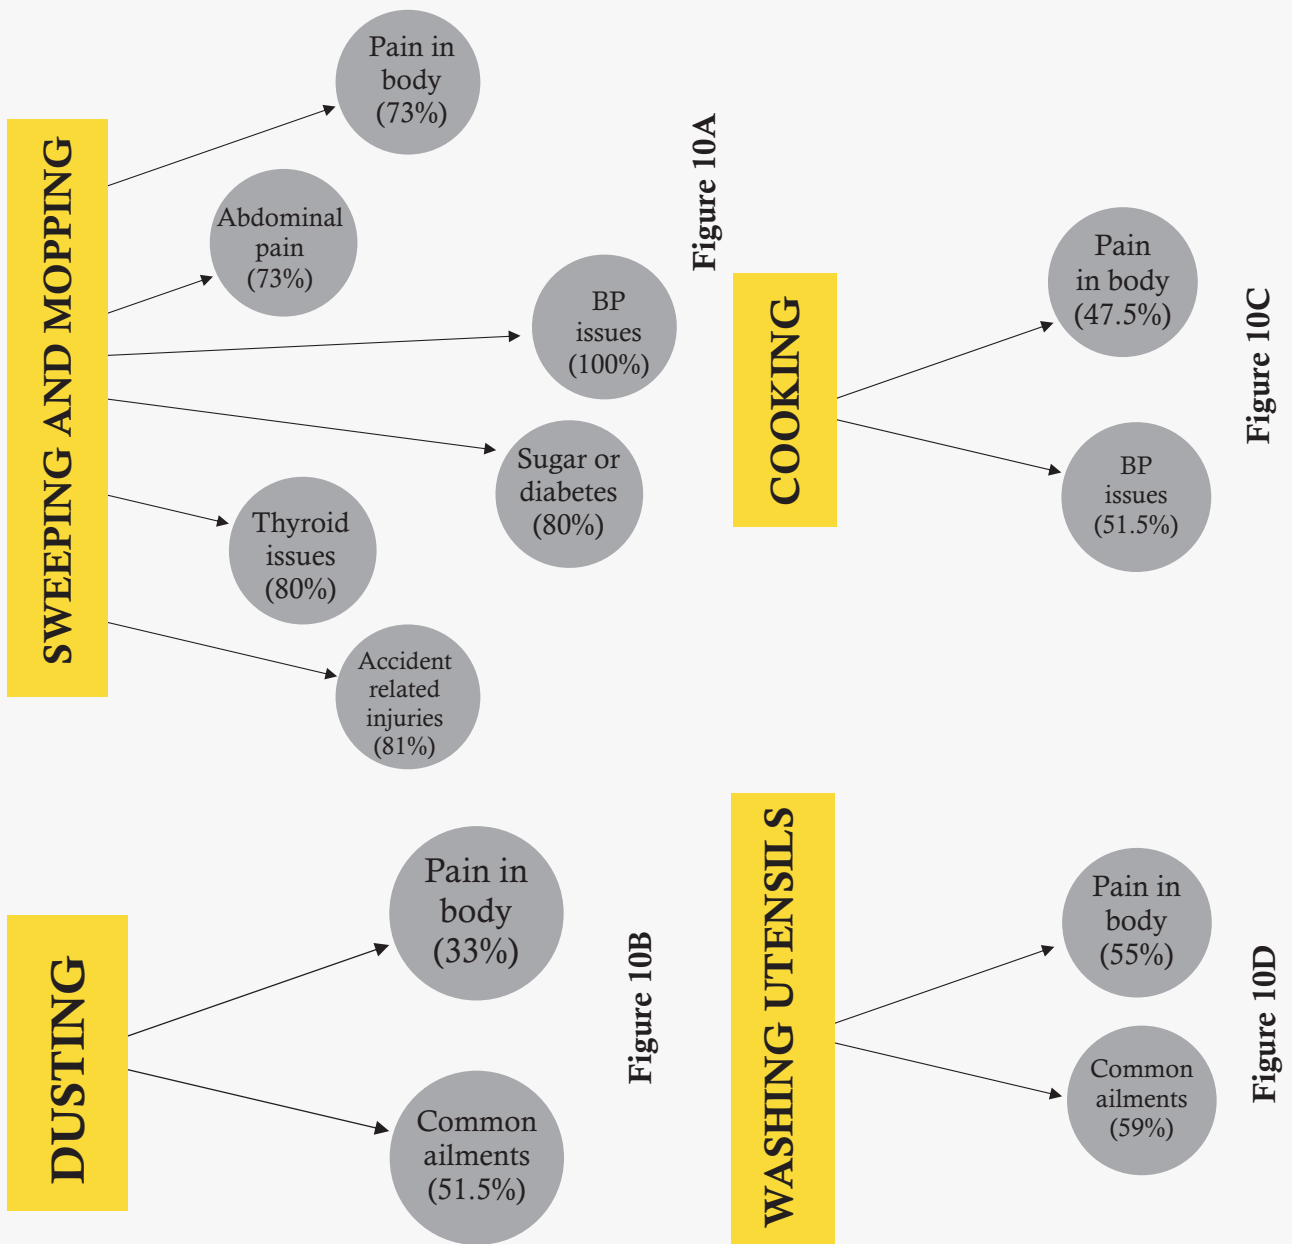 SWEEPING AND MOPPING
Pain in
body
(73%)
Abdominal
pain
(73%)
BP
issues
(100%)
Sugar or
diabetes
(80%)
Thyroid
issues
(80%)
Accident
related
injuries
(81%)
Figure 10A
COOKING
Pain
in body
(47.5%)
BP
issues
(51.5%)
Figure 10C
DUSTING
Pain in
body
(33%)
Common
ailments
(51.5%)
Figure 10B
WASHING UTENSILS
Pain in
body
(55%)
Common
ailments
(59%)
Figure 10D